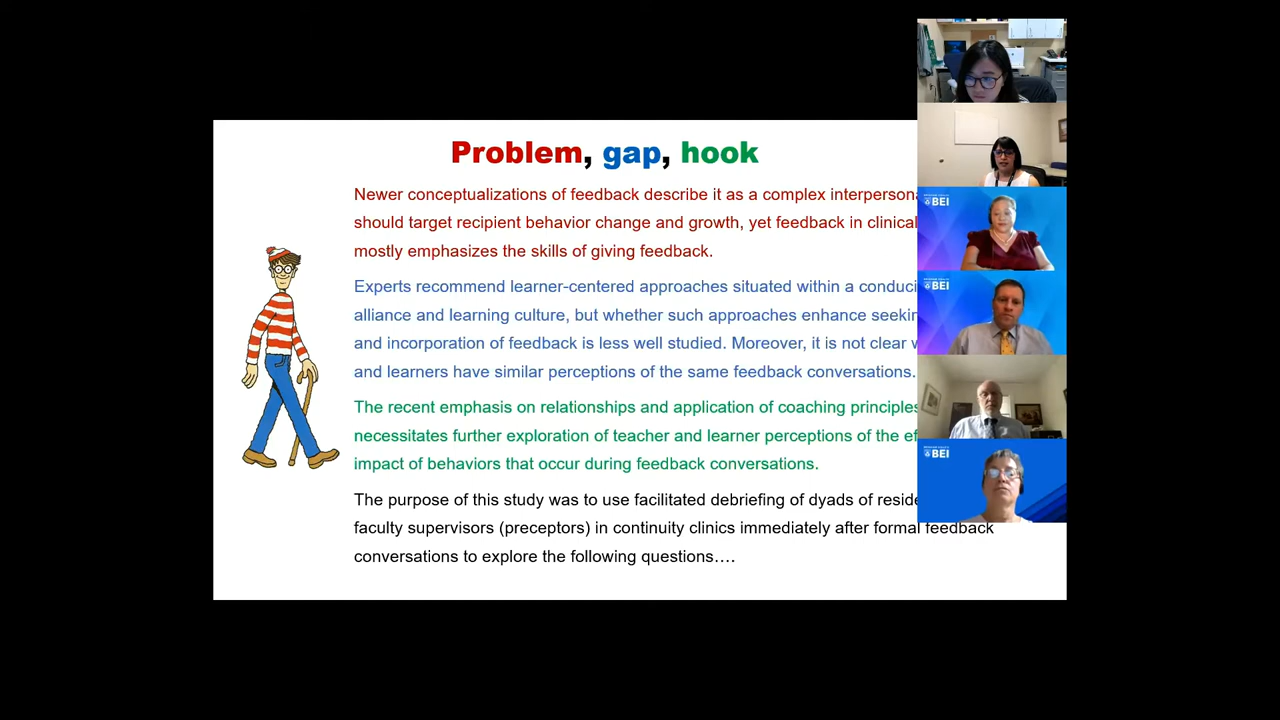 Problem, gap, hook
Newer conceptualizations of feedback describe it as a complex
should target recipient behavior change and growth, yet feedback in clinical
mostly emphasizes the skills of giving feedback.
Experts recommend learner-centered approaches situated within a
alliance and learning culture, but whether such approaches enhance
and incorporation of feedback is less well studied. Moreover, it is not clear
and learners have similar perceptions of the same feedback conversations.
The recent emphasis on relationships and application of coaching principles
necessitates further exploration of teacher and learner perceptions of the
impact of behaviors that occur during feedback conversations.
The purpose of this study was to use facilitated debriefing of dyads of
faculty supervisors (preceptors) in continuity clinics immediately after formal feedback
conversations to explore the following questions….
BEI
BEI
BEI